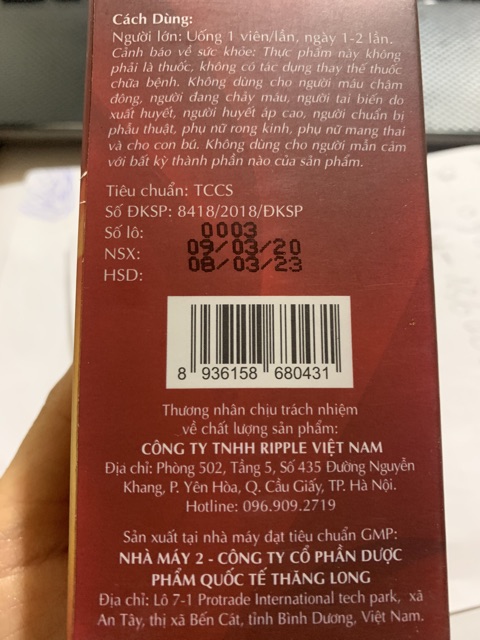 Cách Dùng:
Người lớn: Uống 1 viên/lần, ngày 1-2 lần.
Cảnh báo về sức khỏe: Thực phẩm này không
phải là thuốc, không có tác dụng thay thế thuốc
chữa bệnh. Không dùng cho người máu chậm
đông, người đang chảy máu, người tai biến do
xuất huyết, người huyết áp cao, người chuẩn bị
phẫu thuật, phụ nữ rong kinh, phụ nữ mang thai
và cho con bú. Không dùng cho người mẫn cảm
với bất kỳ thành phần nào của sản phẩm.
Tiêu chuẩn: TCCS
Số ĐKSP: 8418/2018/ĐKSP
Số lô: 0003
NSX: 09/03/20
HSD: 08/03/23
8 936158 680431
Thương nhân chịu trách nhiệm
về chất lượng sản phẩm:
CÔNG TY TNHH RIPPLE VIỆT NAM
Địa chỉ: Phòng 502, Tầng 5, Số 435 Đường Nguyễn
Khang, P. Yên Hòa, Q. Cầu Giấy, TP. Hà Nội.
Hotline: 096.909.2719
Sản xuất tại nhà máy đạt tiêu chuẩn GMP:
NHÀ MÁY 2 - CÔNG TY CỔ PHẦN DƯỢC
PHẨM QUỐC TẾ THĂNG LONG
Địa chỉ: Lô 7-1 Protrade International tech park, xã
An Tây, thị xã Bến Cát, tỉnh Bình Dương, Việt Nam.